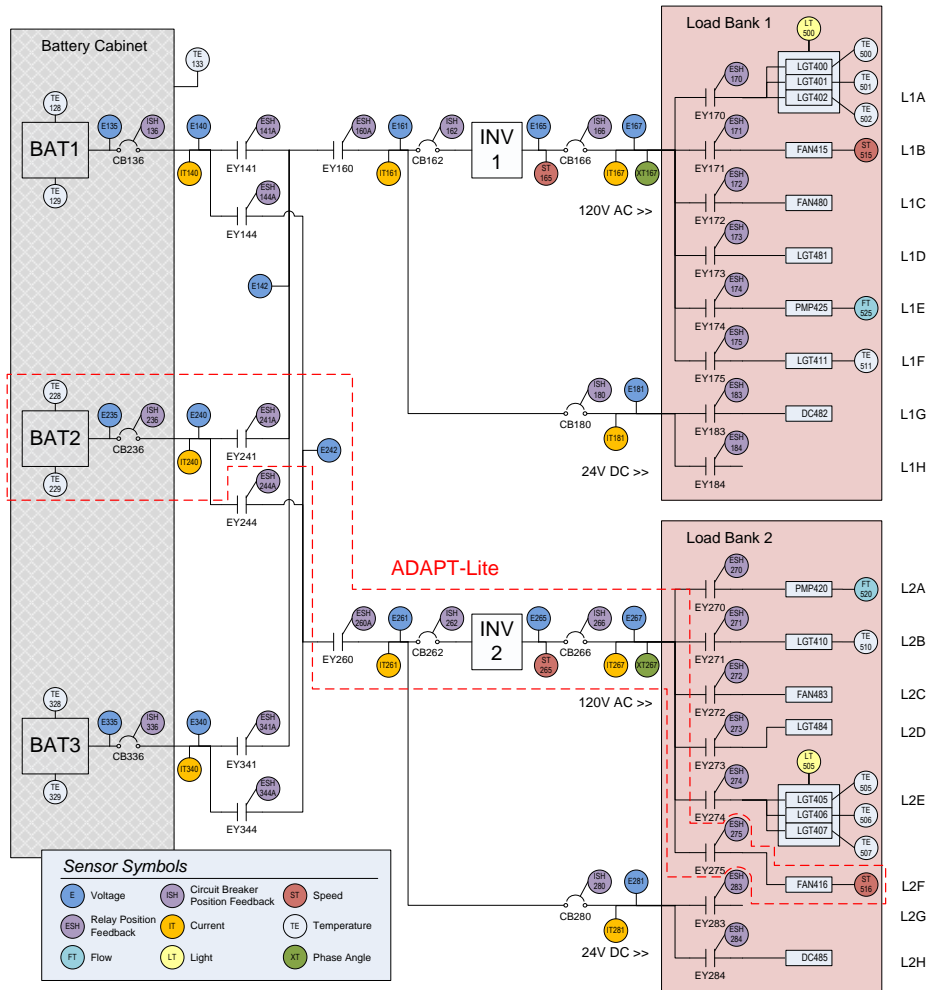 Battery Cabinet
TE 133
TE 128
BAT1
TE 129
E135
ISH 136
CB136
E140
IT140
ESH 141A
EY141
ESH 144A
EY144
E142
ESH 160A
EY160
E161
IT161
ISH 162
CB162
INV 1
E165
ST 165
ISH 166
CB166
E167
IT167
XT167
120V AC >>
ISH 180
CB180
E181
IT181
24V DC >>
Load Bank 1
LT 500
ESH 170
EY170
LGT400
LGT401
LGT402
TE 500
TE 501
TE 502
L1A
ESH 171
EY171
FAN415
ST 515
L1B
ESH 172
EY172
FAN480
L1C
ESH 173
EY173
LGT481
L1D
ESH 174
EY174
PMP425
FT 525
L1E
ESH 175
EY175
LGT411
TE 511
L1F
ESH 183
EY183
DC482
L1G
ESH 184
EY184
L1H
TE 228
BAT2
TE 229
E235
ISH 236
CB236
E240
IT240
ESH 241A
EY241
ESH 244A
EY244
E242
ADAPT-Lite
ESH 260A
EY260
E261
IT261
ISH 262
CB262
INV 2
E265
ST 265
ISH 266
CB266
E267
IT267
XT267
120V AC >>
ISH 280
CB280
E281
IT281
24V DC >>
Load Bank 2
ESH 270
EY270
PMP420
FT 520
L2A
ESH 271
EY271
LGT410
TE 510
L2B
ESH 272
EY272
FAN483
L2C
ESH 273
EY273
LGT484
L2D
LT 505
ESH 274
EY274
LGT405
LGT406
LGT407
TE 505
TE 506
TE 507
L2E
ESH 275
EY275
FAN416
ST 516
L2F
ESH 283
EY283
L2G
ESH 284
EY284
DC485
L2H
TE 328
BAT3
TE 329
E335
ISH 336
CB336
E340
IT340
ESH 341A
EY341
ESH 344A
EY344
Sensor Symbols
E Voltage
ISH Circuit Breaker Position Feedback
ST Speed
ESH Relay Position Feedback
IT Current
TE Temperature
FT Flow
LT Light
XT Phase Angle